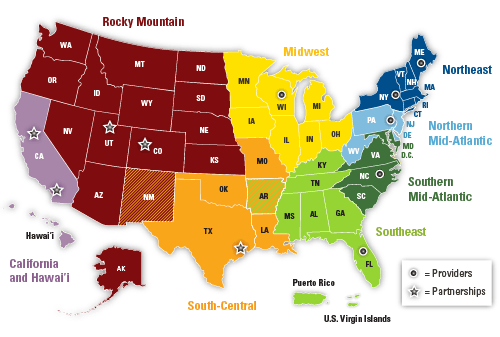 Rocky Mountain
WA
OR
ID
MT
WY
ND
SD
NE
KS
NV
UT
CO
AZ
NM
AK
CA
Hawai'i
California
and Hawai'i
Midwest
MN
IA
WI
MI
IL
IN
OH
MO
OK
AR
TX
LA
South-Central
KY
TN
MS
AL
GA
FL
Southeast
Puerto Rico
U.S. Virgin Islands
ME
VT
NH
NY
MA
RI
CT
Northeast
PA
NJ
WV
DE
Northern
Mid-Atlantic
MD
D.C.
VA
NC
SC
Southern
Mid-Atlantic
= Providers
= Partnerships